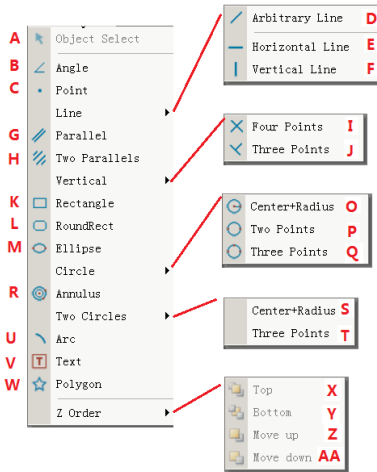 A Object Select
B Angle
C Point
Line
G Parallel
H Two Parallels
Vertical
K Rectangle
L RoundRect
M Ellipse
Circle
R Annulus
Two Circles
U Arc
V T Text
W Polygon
Z Order
Arbitrary Line D
Horizontal Line E
Vertical Line F
Four Points I
Three Points J
Center+Radius O
Two Points P
Three Points Q
Center+Radius S
Three Points T
Top X
Bottom Y
Move up Z
Move down AA